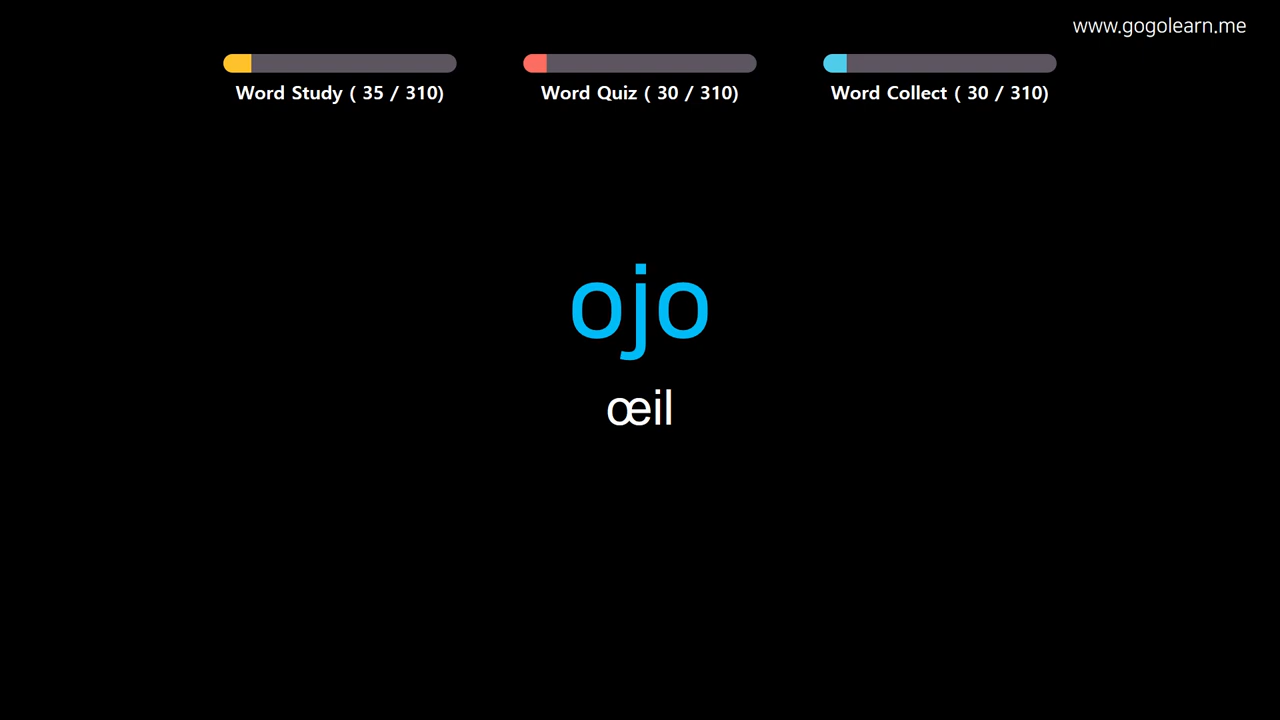 www.gogolearn.me
Word Study ( 35 / 310)
Word Quiz ( 30 / 310)
Word Collect ( 30 / 310)
ojo
œil